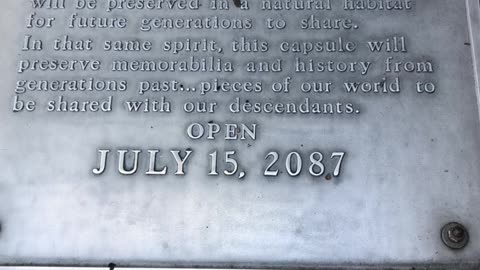 will be preserved in a natural habitat
for future generations to share.
In that same spirit, this capsule will
preserve memorabilia and history from
generations past...pieces of our world to
be shared with our descendants.
OPEN
JULY 15, 2087